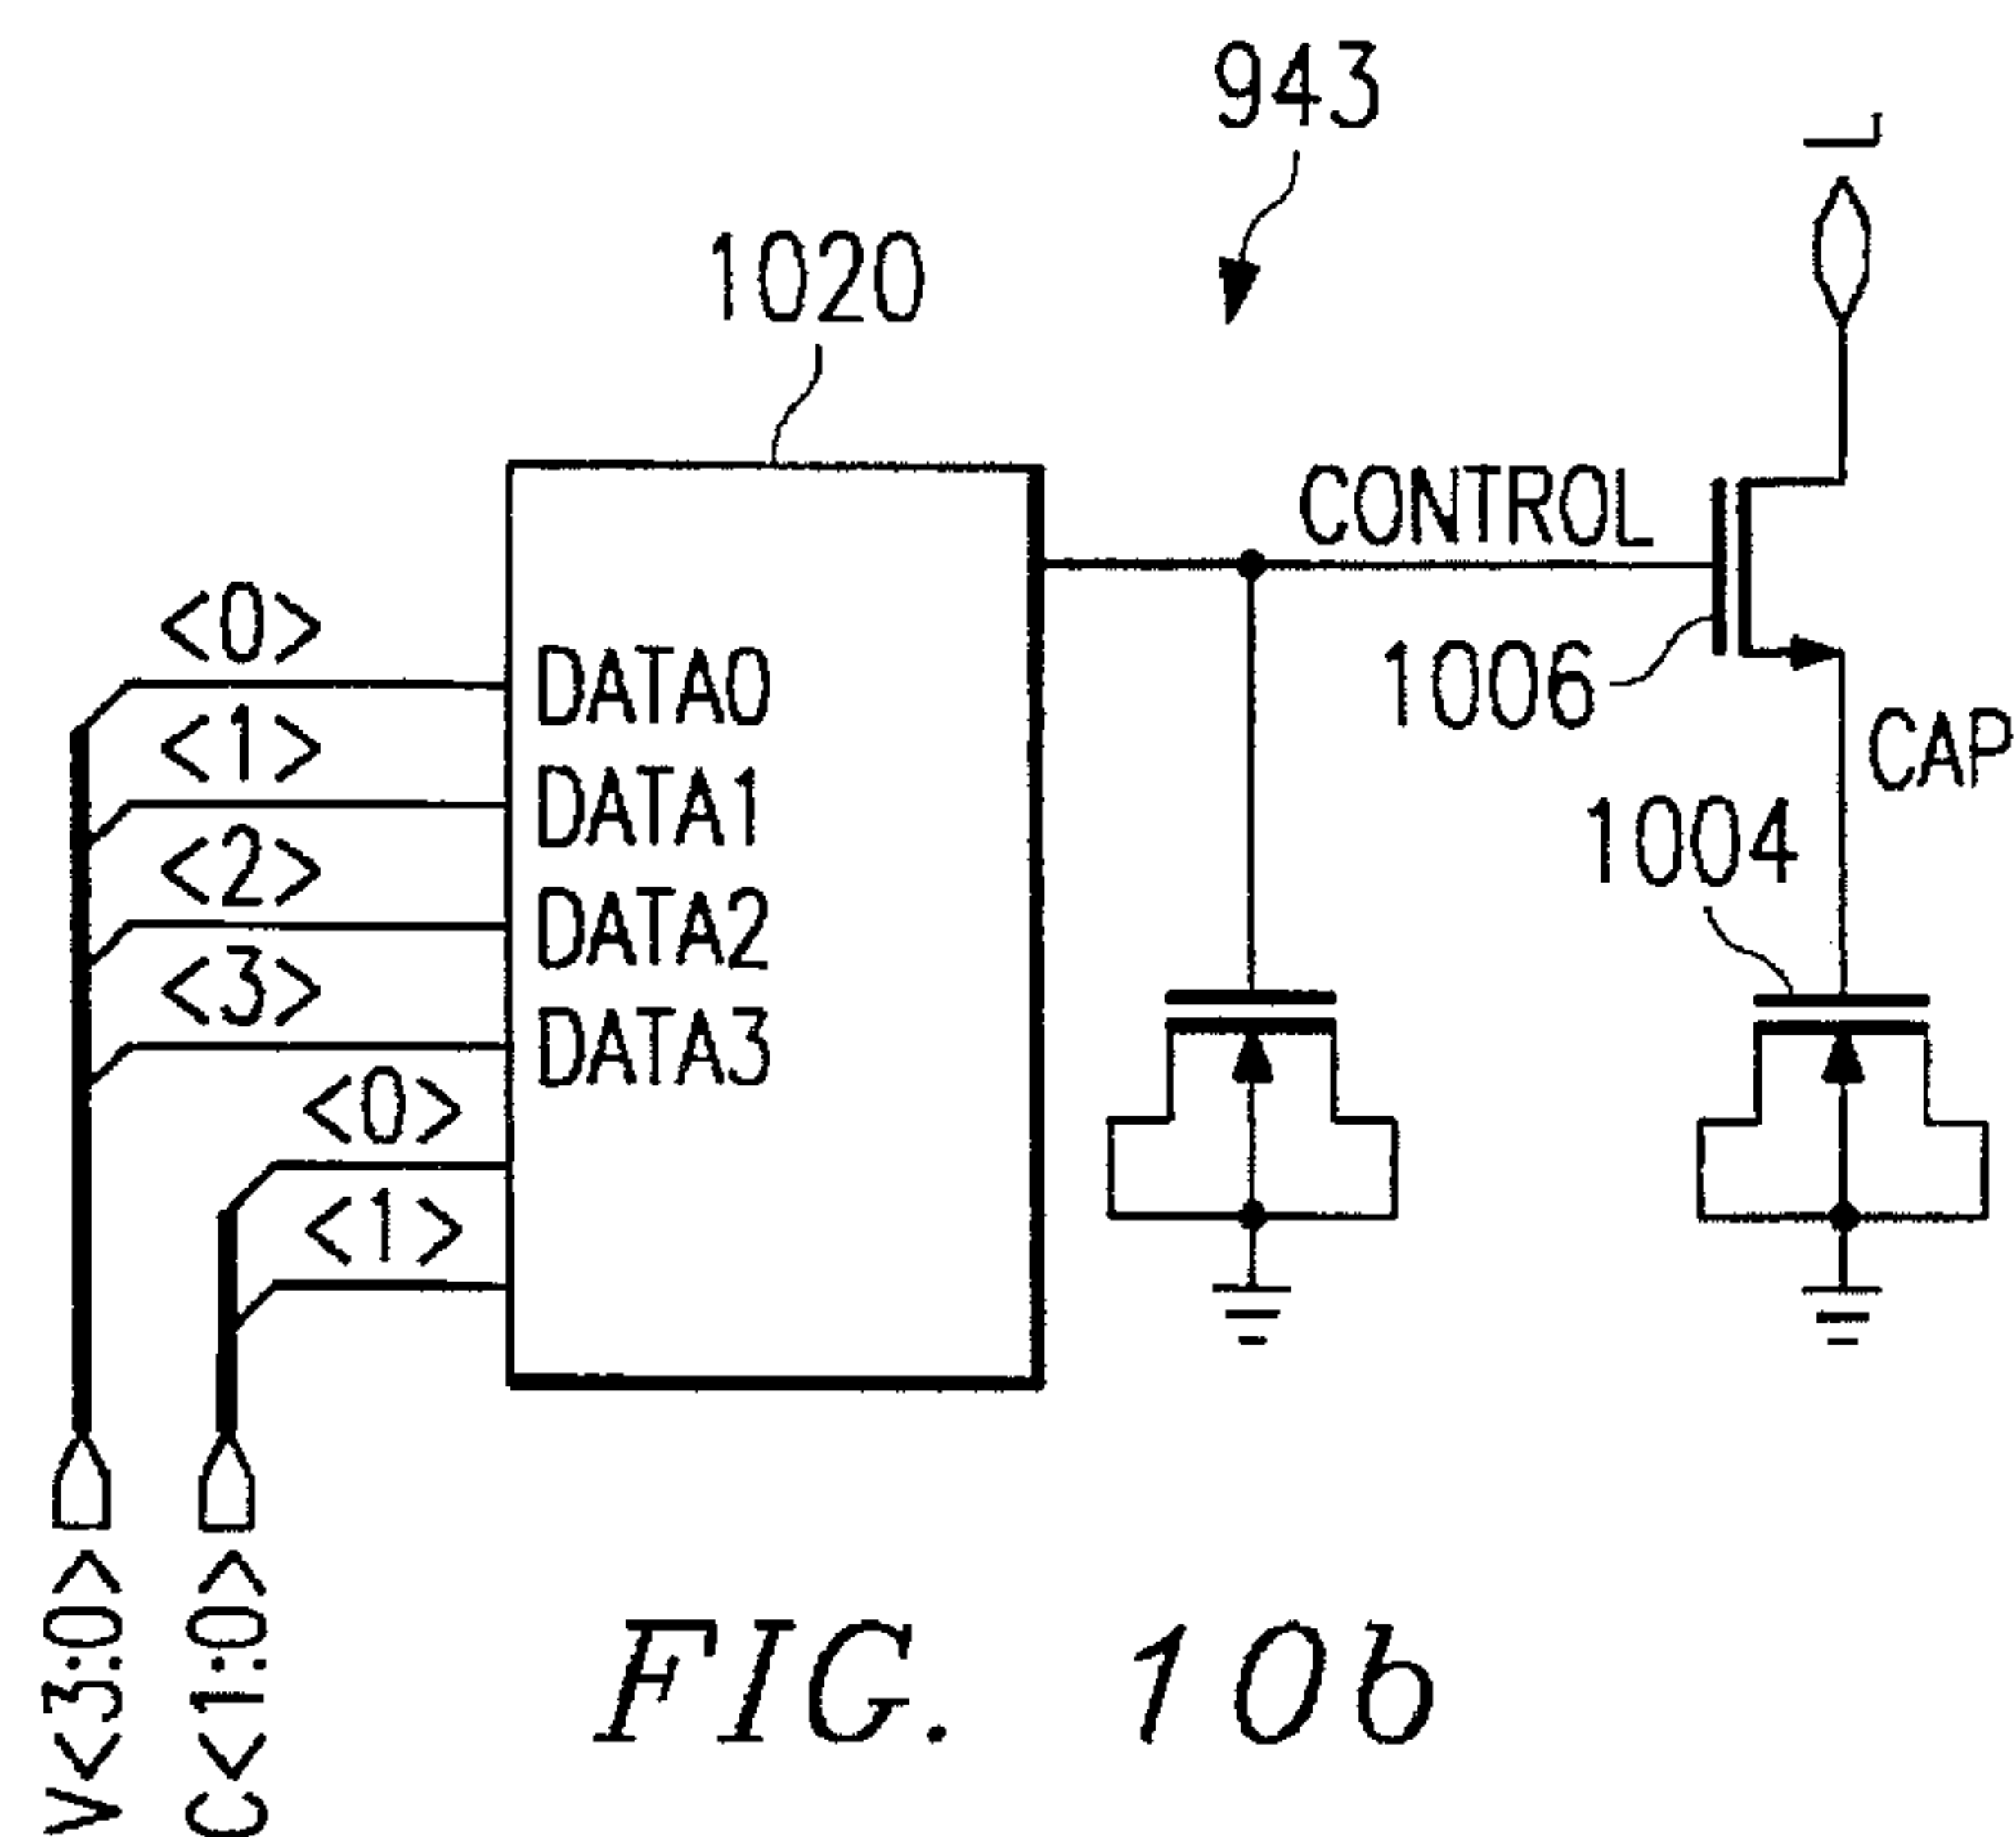 943
L
1020
CONTROL
<0>
1006
DATA0
<1>
CAP
DATA1
1004
<2>
DATA2
<3>
DATA3
<0>
<1>
V<3:0>
C<1:0>
FIG. 10b